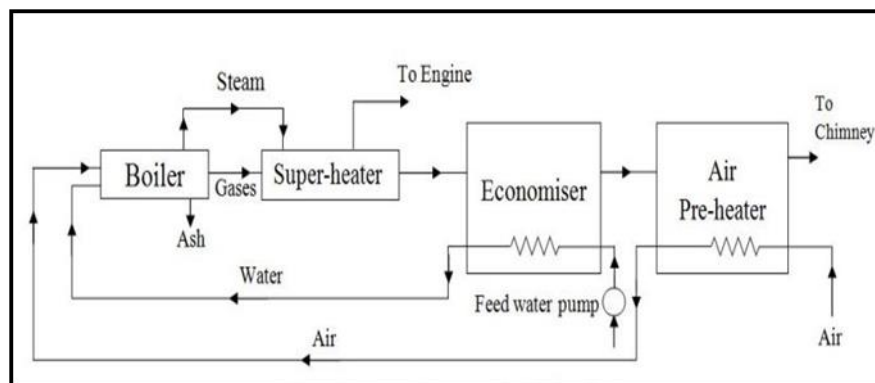 Steam
To Engine
To
Chimney
Boiler
Gases
Super-heater
Economiser
Air
Pre-heater
Ash
Water
Feed water pump
Air
Air